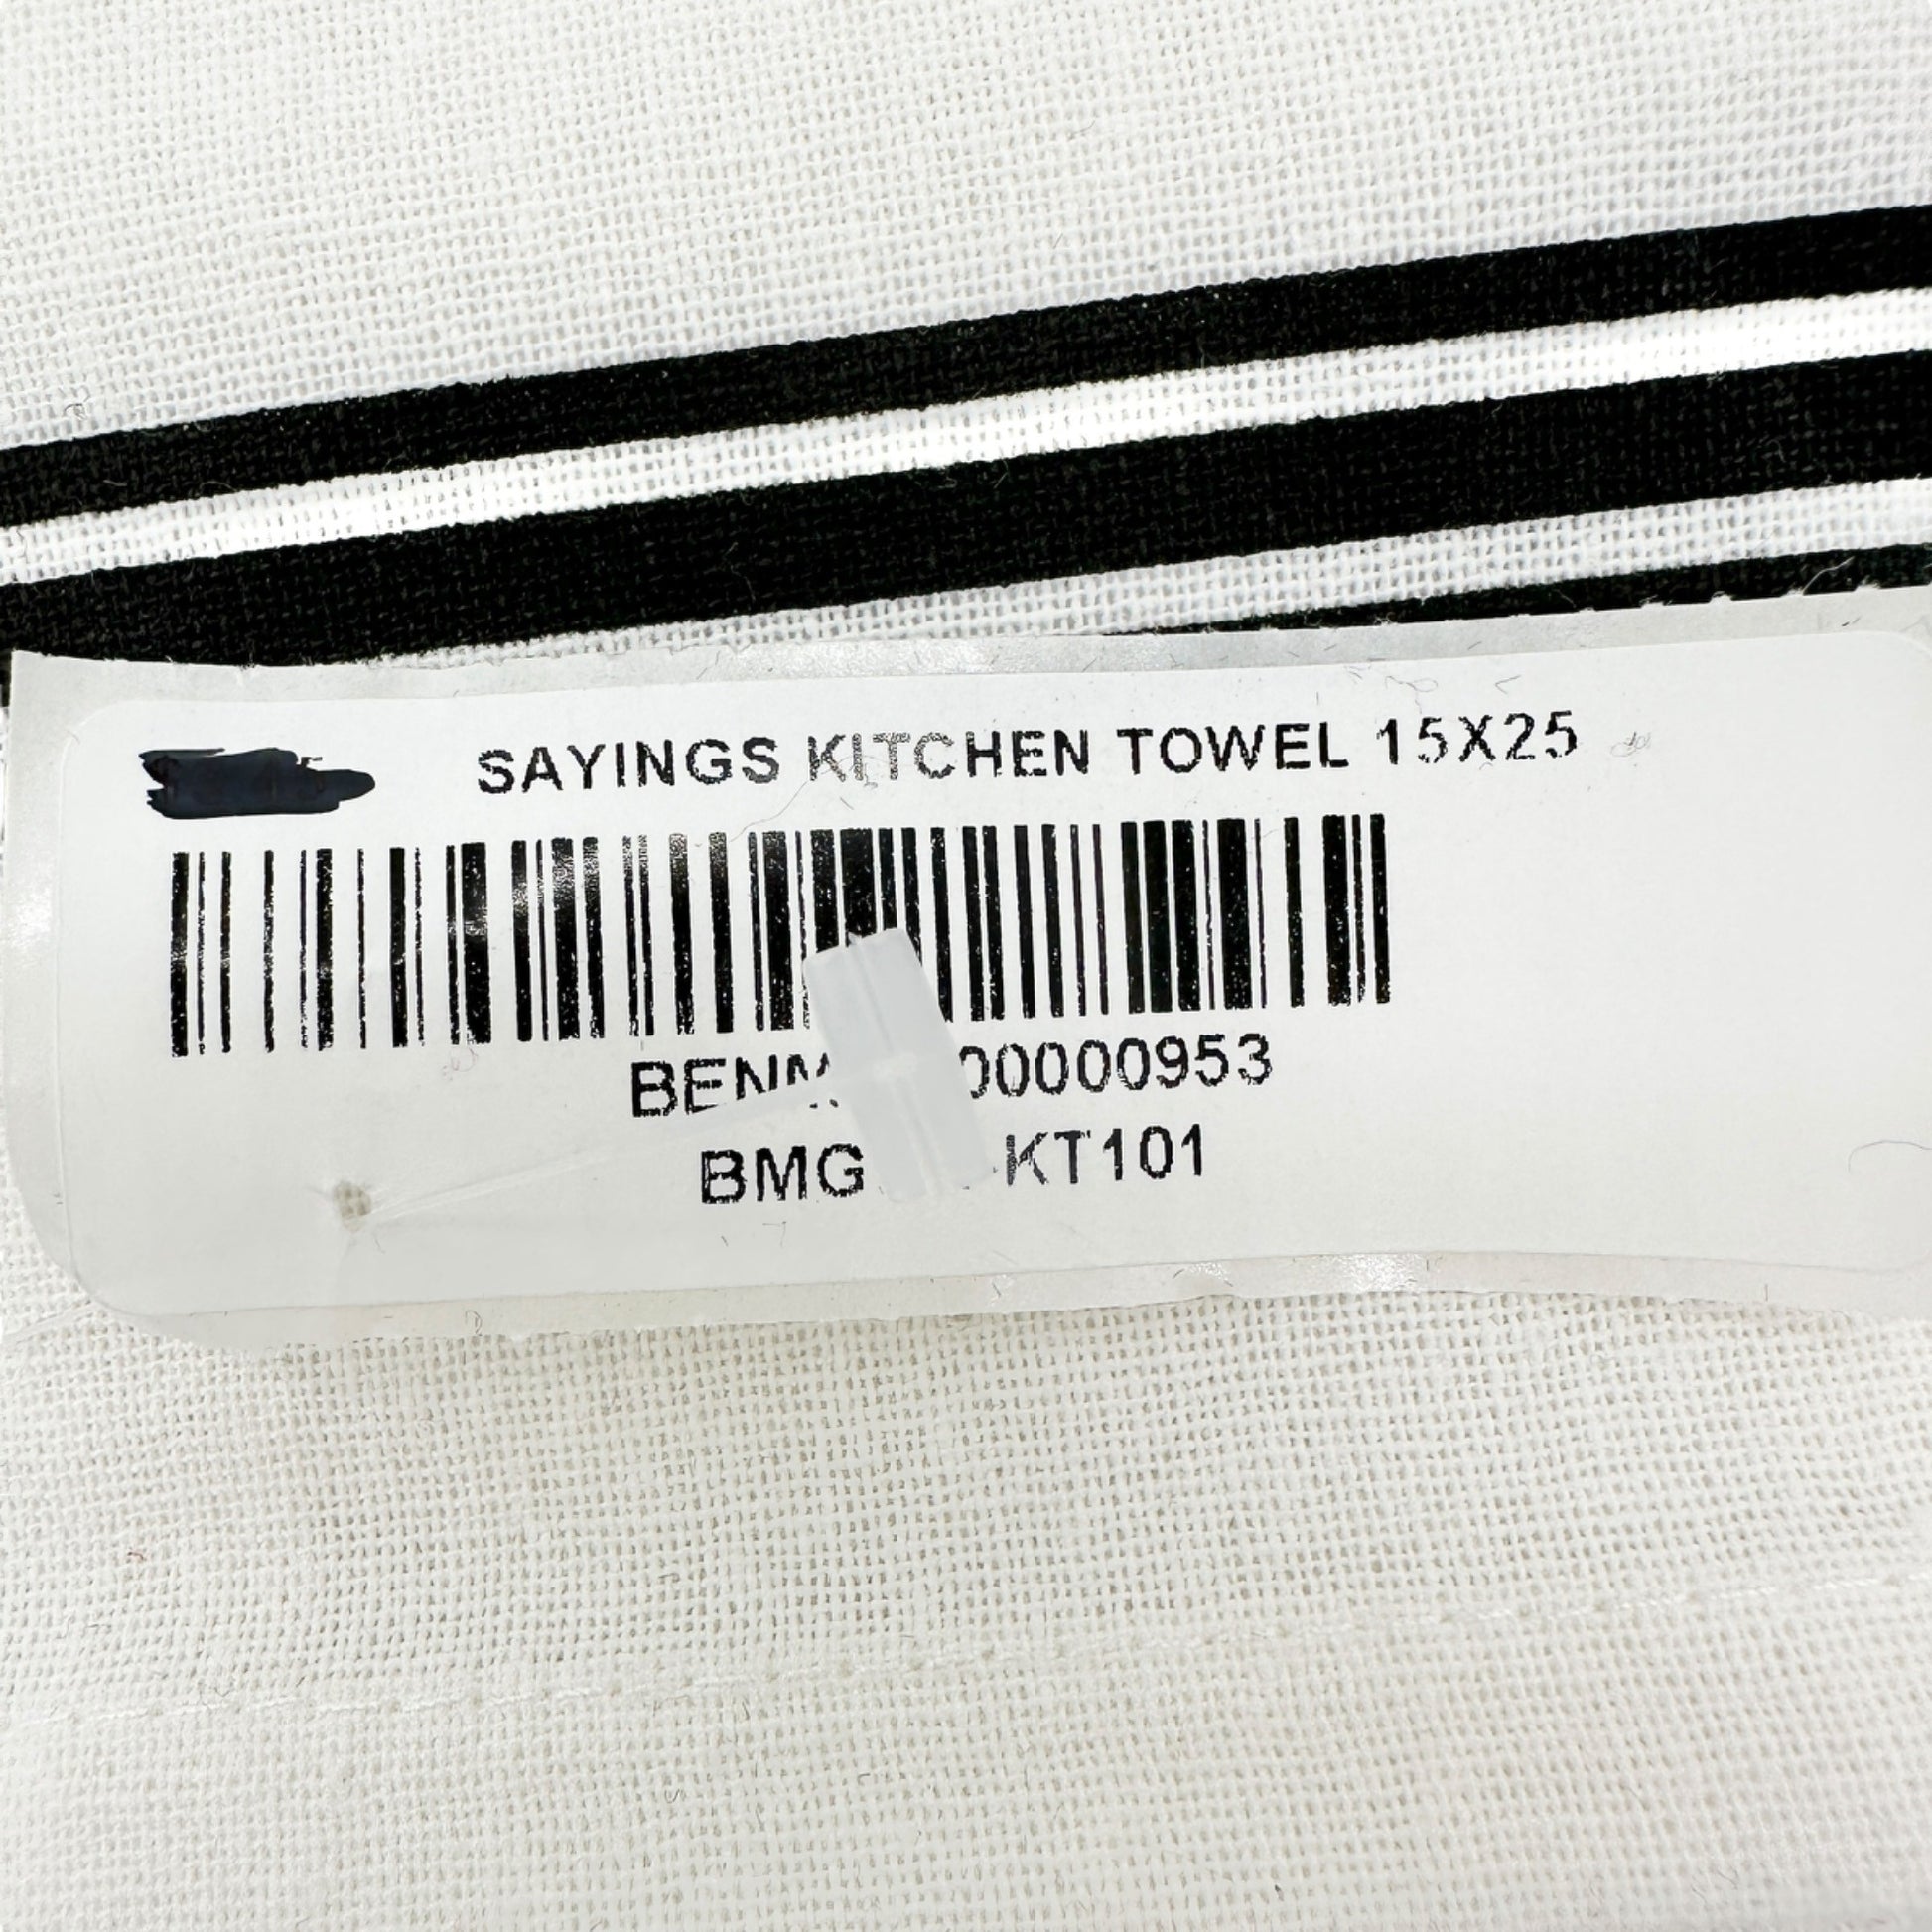 SAYINGS KITCHEN TOWEL 15X25
00000953
KT101